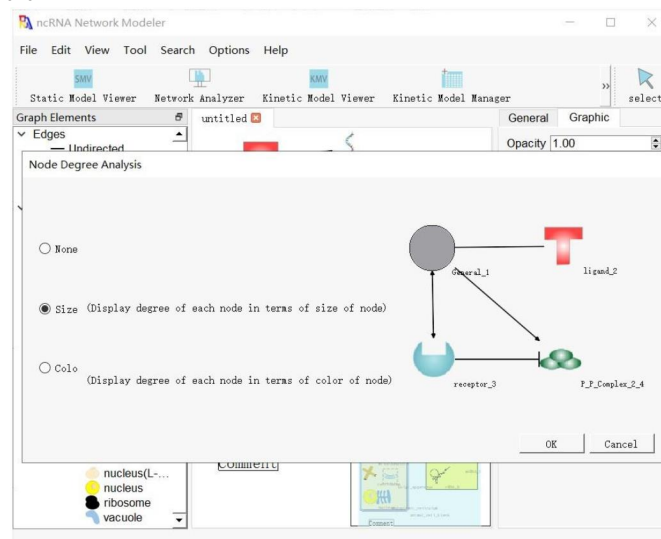 ncRNA Network Modeler
File Edit View Tool Search Options Help
SMV KMV
Static Model Viewer Network Analyzer Kinetic Model Viewer Kinetic Model Manager select
Graph Elements untitled General Graphic
Edges
Undirected
Opacity 1.00
Node Degree Analysis
None
General_1
ligand_2
Size (Display degree of each node in terms of size of node)
Colo
(Display degree of each node in terms of color of node)
receptor_3
P_P_Complex_2_4
OK Cancel
nucleus(L-...
Comment
nucleus
ribosome
vacuole
Comment